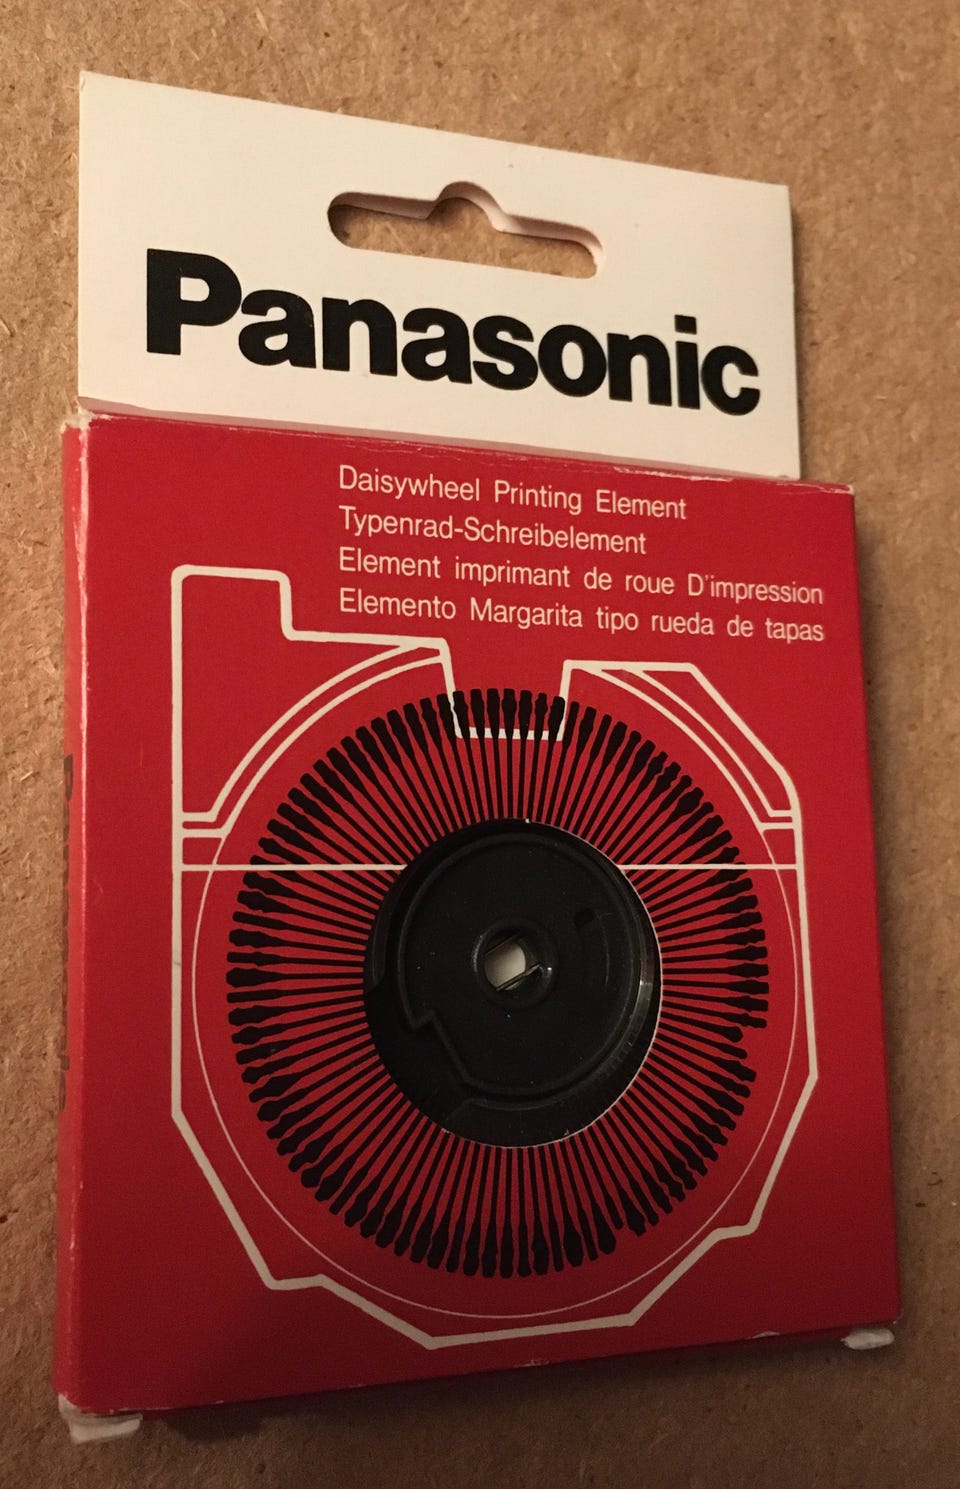 Panasonic
Daisywheel Printing Element
Typenrad-Schreibelement
Element imprimant de roue D'impression
Elemento Margarita tipo rueda de tapas